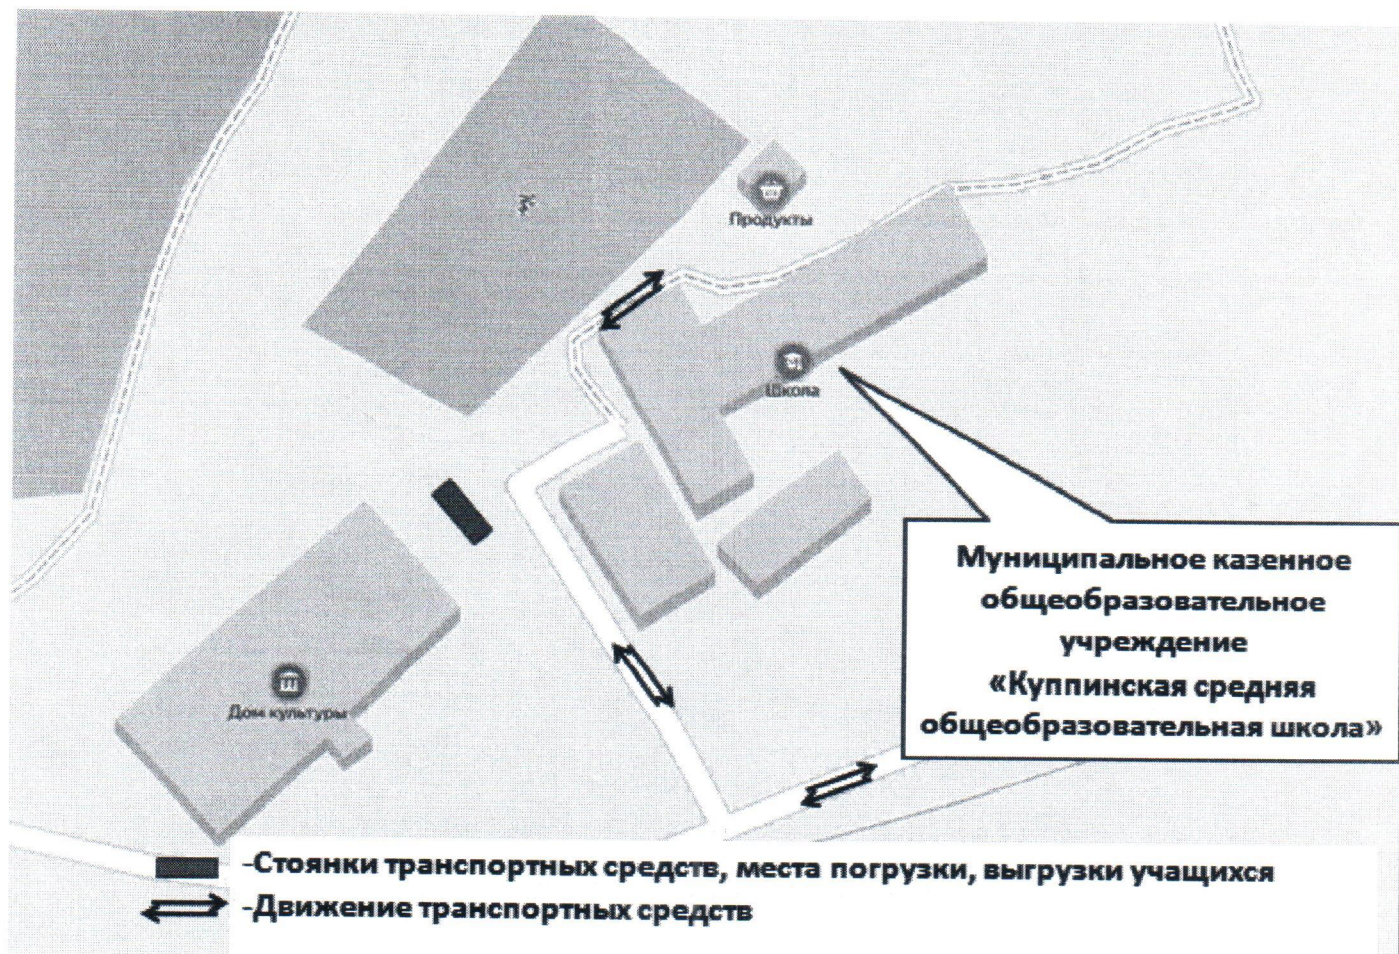 Продукты
Школа
Муниципальное казенное
общеобразовательное
учреждение
«Куппинская средняя
общеобразовательная школа»
Дом культуры
-Стоянки транспортных средств, места погрузки, выгрузки учащихся
-Движение транспортных средств